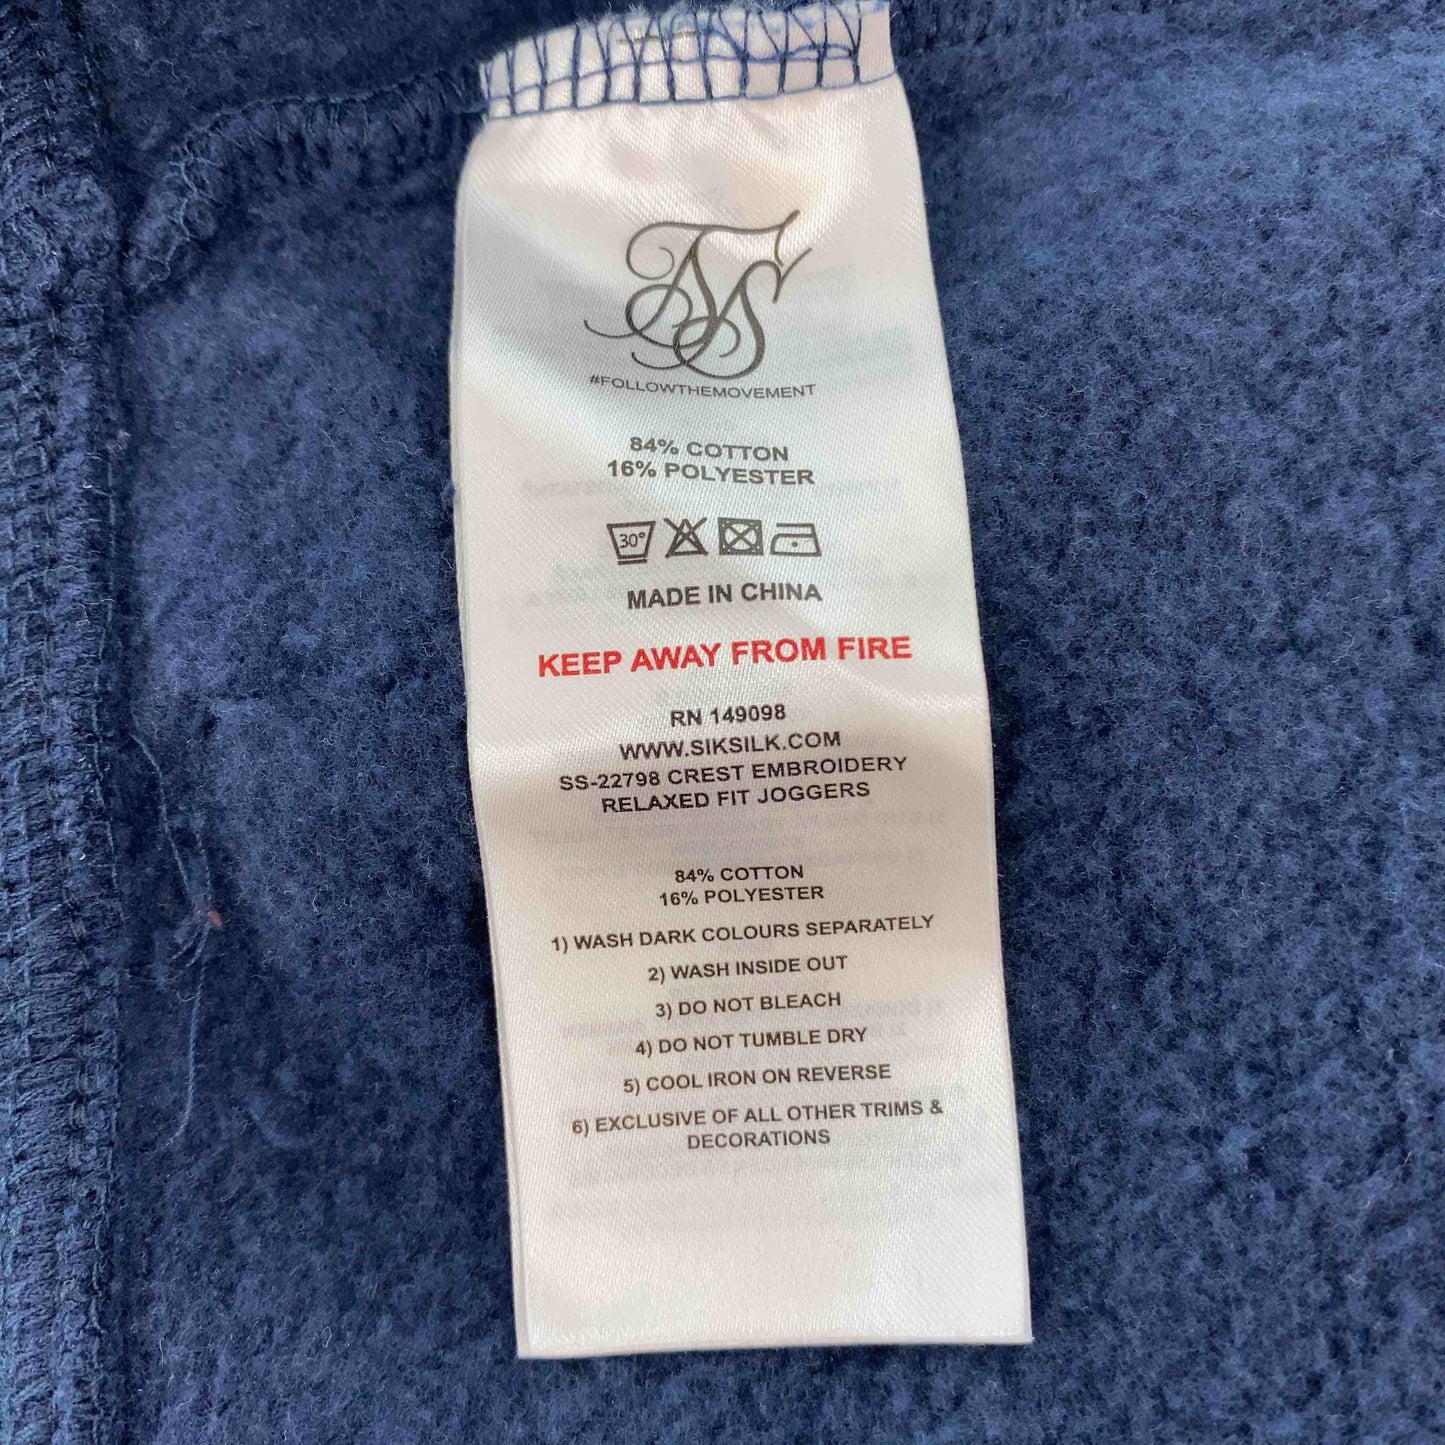 SS
#FOLLOWTHEMOVEMENT
84% COTTON
16% POLYESTER
30°
MADE IN CHINA
KEEP AWAY FROM FIRE
RN 149098
WWW.SIKSILK.COM
SS-22798 CREST EMBROIDERY
RELAXED FIT JOGGERS
84% COTTON
16% POLYESTER
1) WASH DARK COLOURS SEPARATELY
2) WASH INSIDE OUT
3) DO NOT BLEACH
4) DO NOT TUMBLE DRY
5) COOL IRON ON REVERSE
6) EXCLUSIVE OF ALL OTHER TRIMS &
DECORATIONS